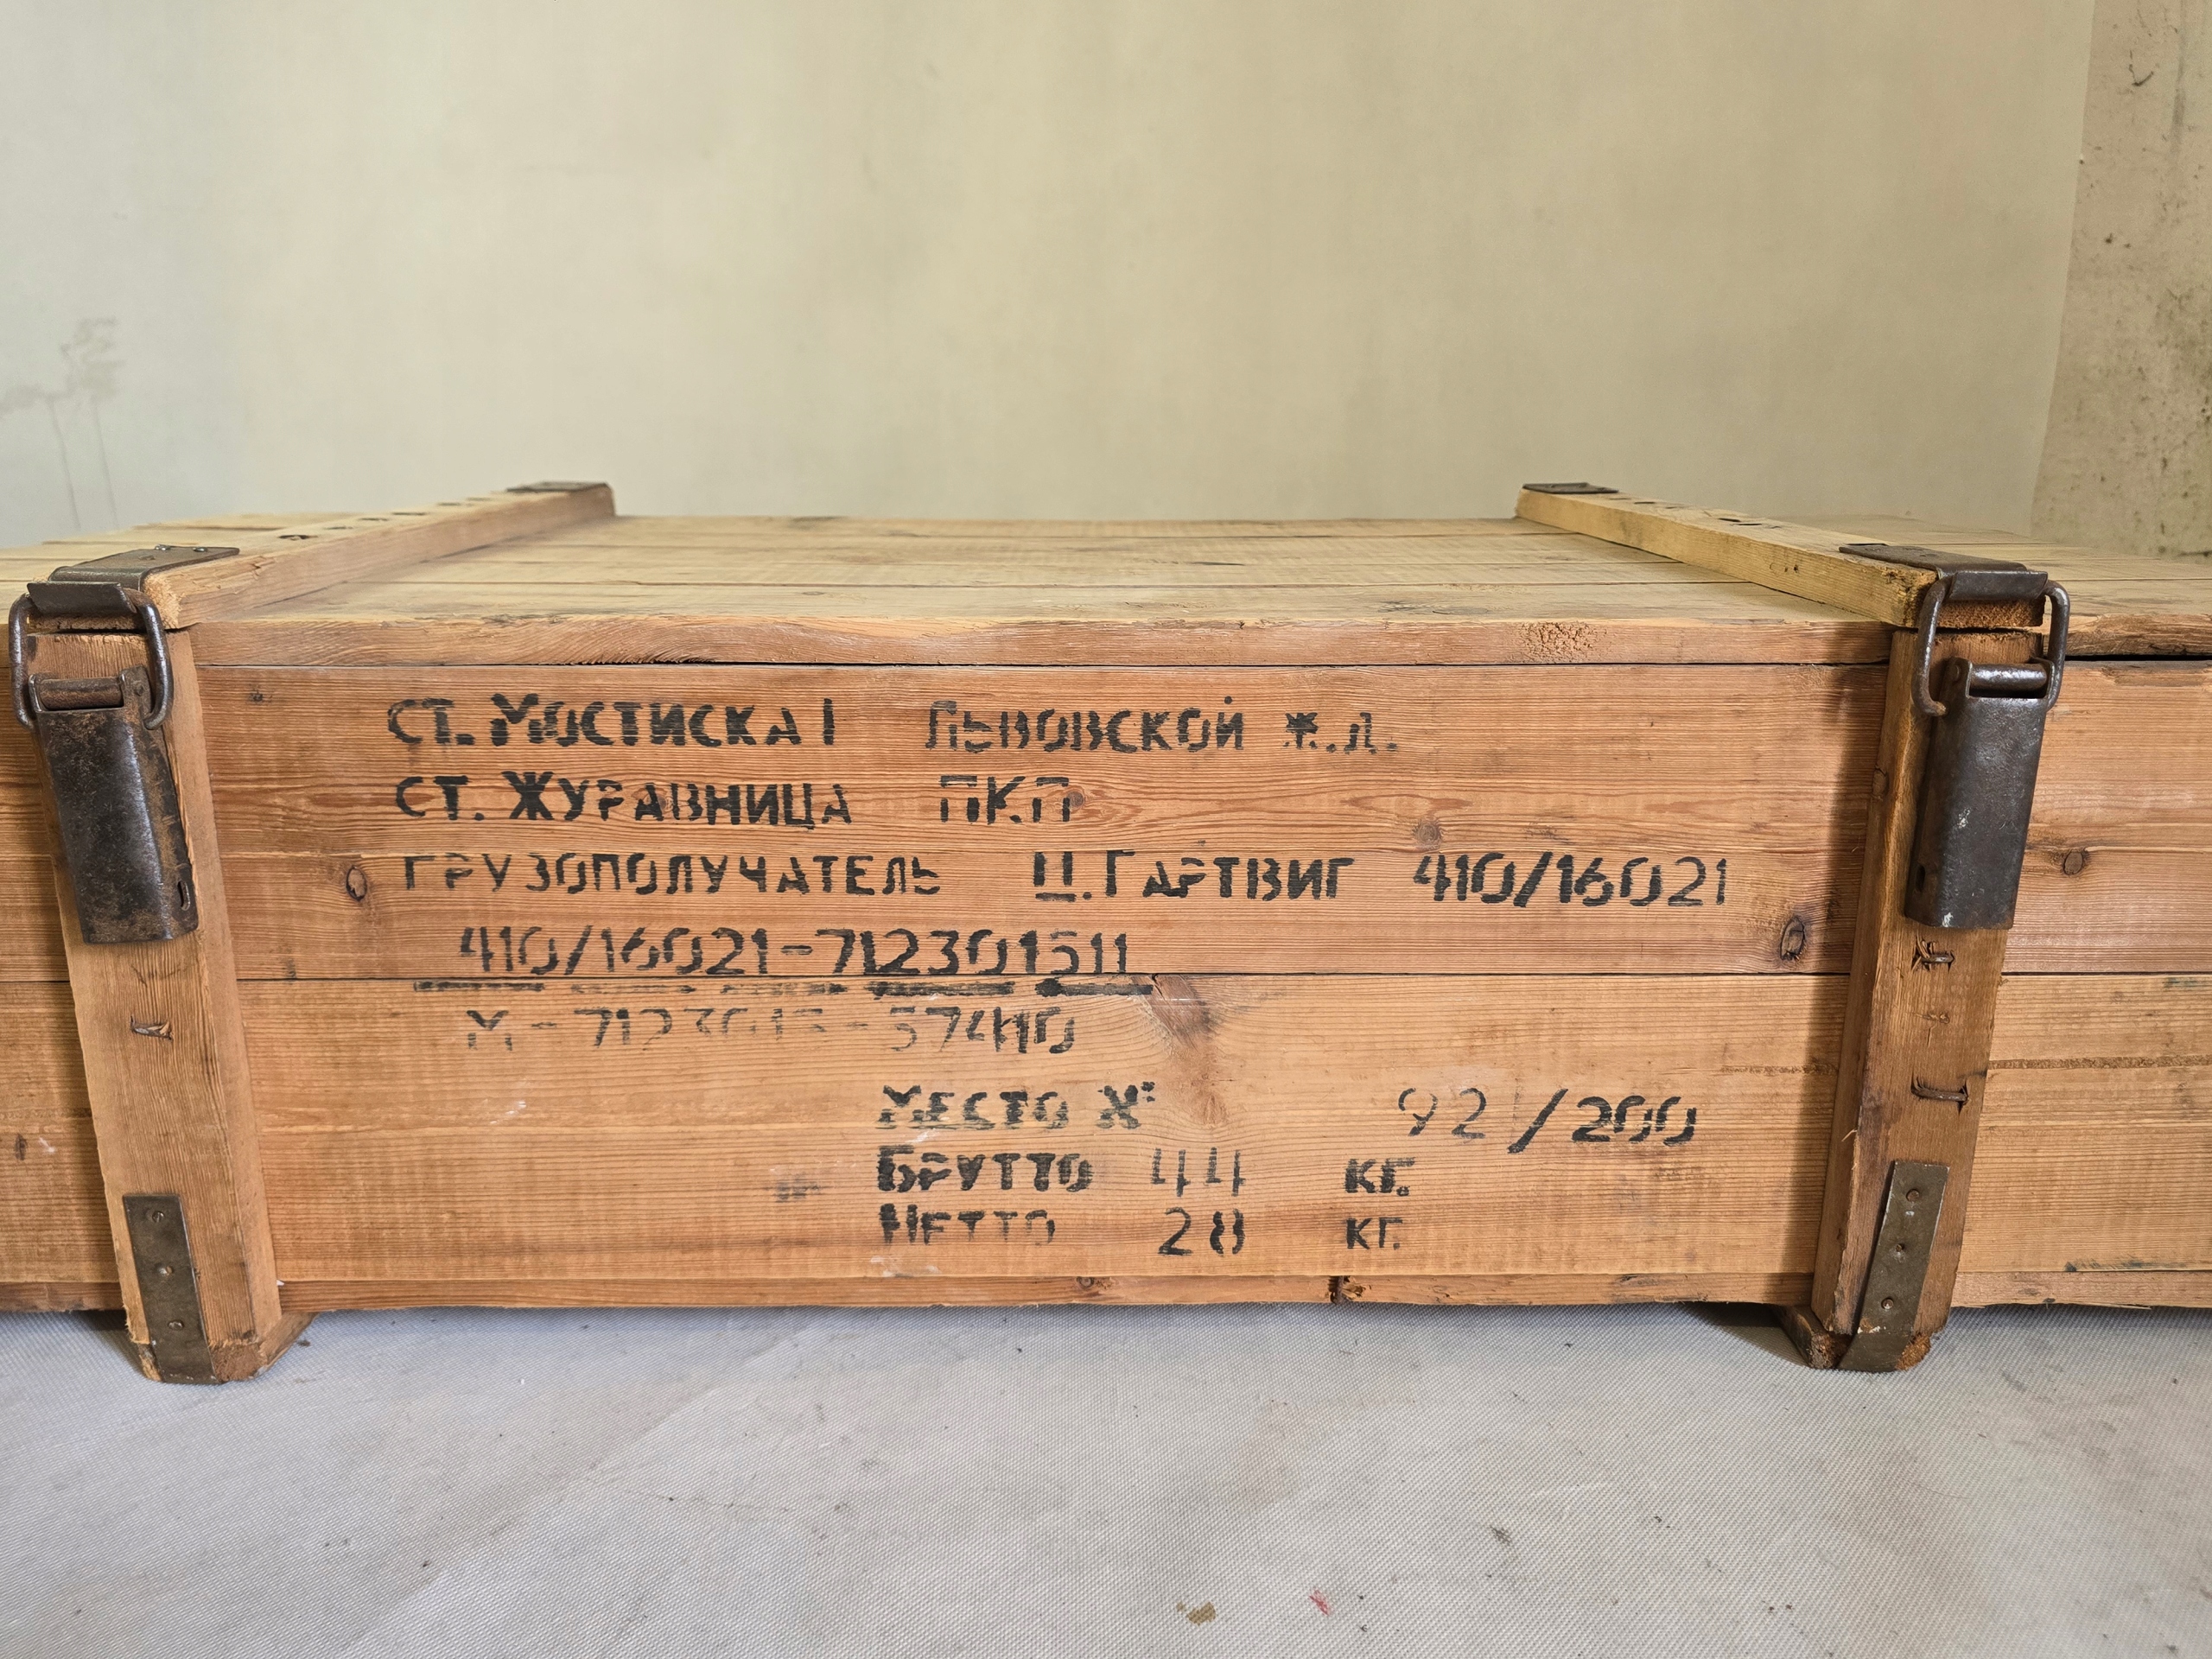 СТ. МОСТИСКА I ЛЬВОВСКОЙ Ж.Д.
СТ. ЖУРАВНИЦА ПКП
ГРУЗОПОЛУЧАТЕЛЬ Ц. ГАРТВИГ 410/16021
410/16021-712301511
МЕСТО № 92/200
БРУТТО 44 КГ.
НЕТТО 28 КГ.